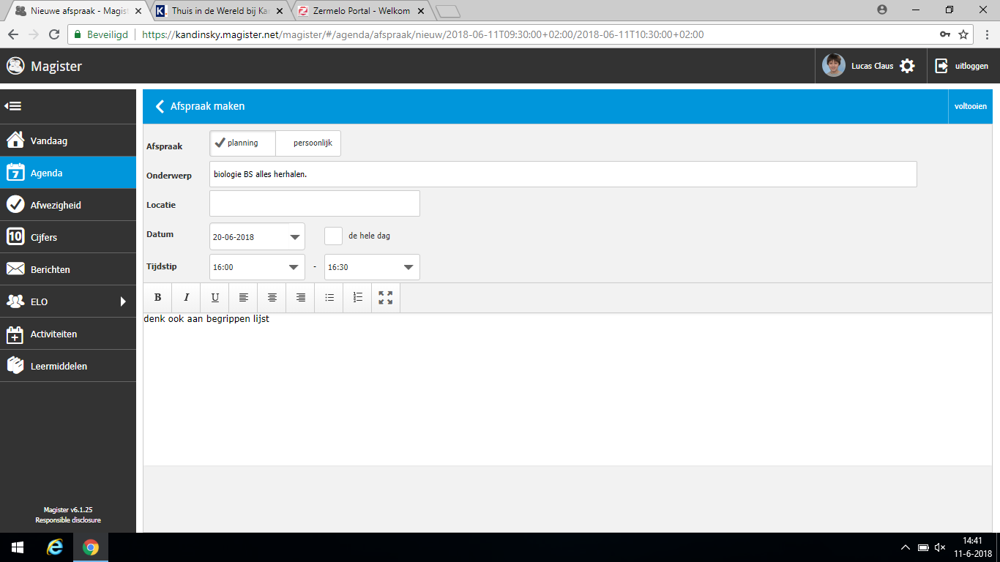 Nieuwe afspraak - Magist
Thuis in de Wereld bij Ka
Zermelo Portal - Welkom
Beveiligd
https://kandinsky.magister.net/magister/#/agenda/afspraak/nieuw/2018-06-11T09:30:00+02:00/2018-06-11T10:30:00+02:00
Magister
Lucas Claus
uitloggen
Afspraak maken
voltooien
Vandaag
7
Agenda
Afwezigheid
10
Cijfers
Berichten
ELO
Activiteiten
Leermiddelen
Afspraak
planning
persoonlijk
Onderwerp
biologie BS alles herhalen.
Locatie
Datum
20-06-2018
de hele dag
Tijdstip
16:00
-
16:30
B
I
U
denk ook aan begrippen lijst
Magister v6.1.25
Responsible disclosure
14:41
11-6-2018